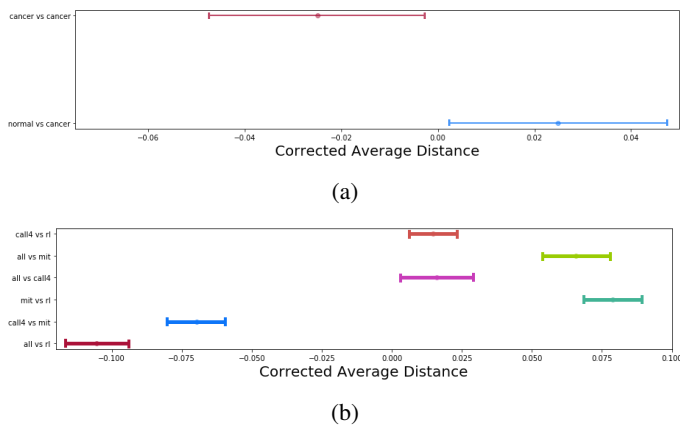 cancer vs cancer
normal vs cancer
−0.06 −0.04 −0.02 0.00 0.02 0.04
Corrected Average Distance
(a)
call4 vs rl
all vs mit
all vs call4
mit vs rl
call4 vs mit
all vs rl
−0.100 −0.075 −0.050 −0.025 0.000 0.025 0.050 0.075 0.100
Corrected Average Distance
(b)